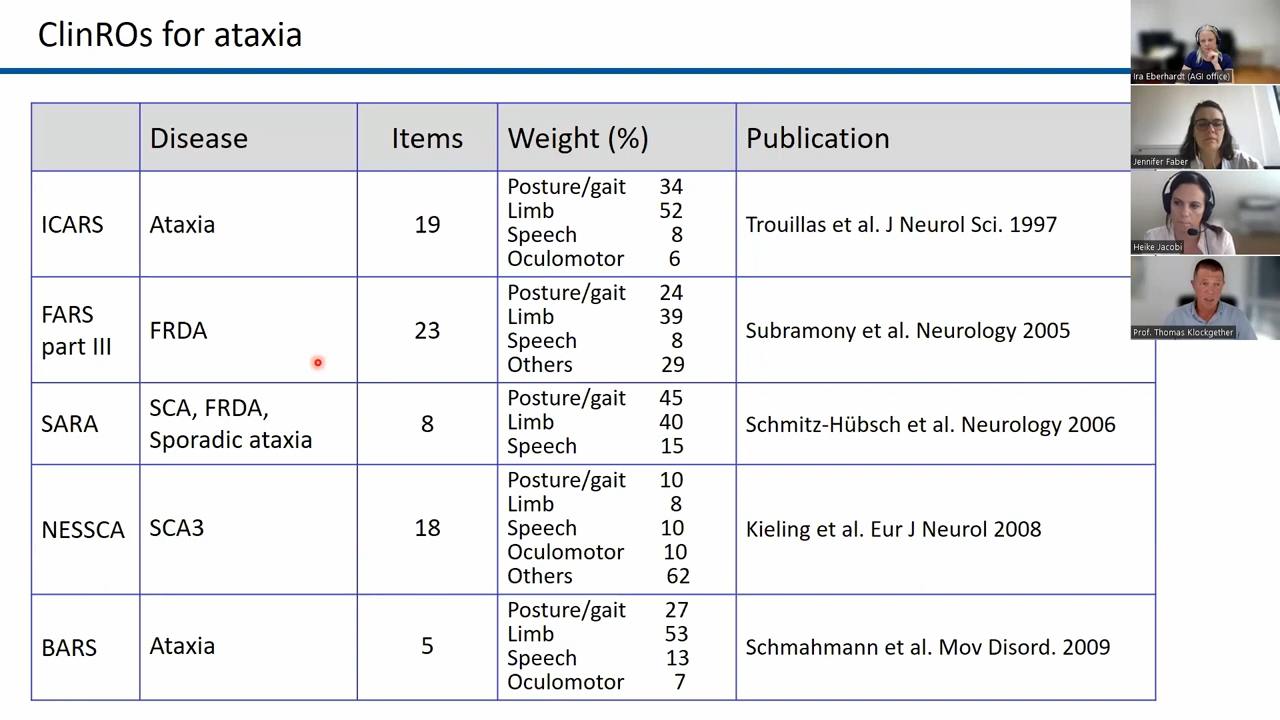 ClinROs for ataxia
Disease Items Weight (%) Publication
ICARS Ataxia 19 Posture/gait 34 Trouillas et al. J Neurol Sci. 1997
Limb 52
Speech 8
Oculomotor 6
FARS part III FRDA 23 Posture/gait 24 Subramony et al. Neurology 2005
Limb 39
Speech 8
Others 29
SARA SCA, FRDA, Sporadic ataxia 8 Posture/gait 45 Schmitz-Hübsch et al. Neurology 2006
Limb 40
Speech 15
NESSCA SCA3 18 Posture/gait 10 Kieling et al. Eur J Neurol 2008
Limb 8
Speech 10
Oculomotor 10
Others 62
BARS Ataxia 5 Posture/gait 27 Schmahmann et al. Mov Disord. 2009
Limb 53
Speech 13
Oculomotor 7
Ira Eberhardt (AGI office)
Jennifer Faber
Heike Jacobi
Prof. Thomas Klockgether